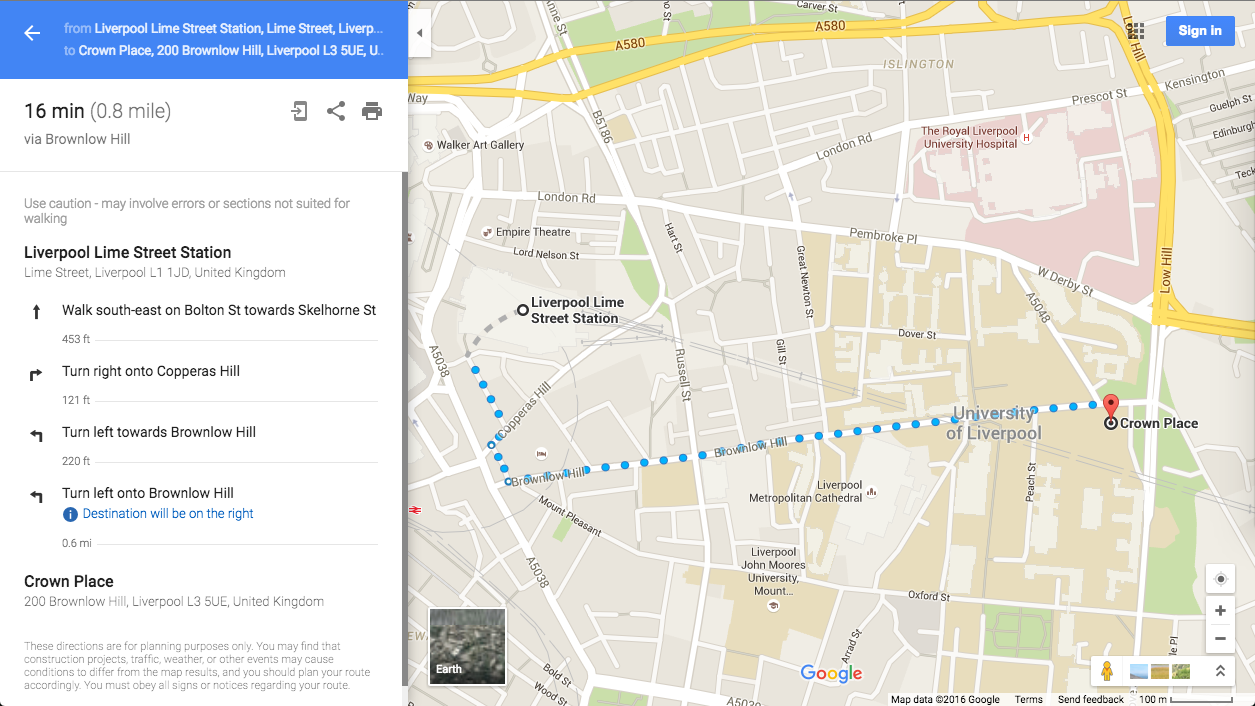 from Liverpool Lime Street Station, Lime Street, Liverp...
to Crown Place, 200 Brownlow Hill, Liverpool L3 5UE, U..
16 min (0.8 mile)
via Brownlow Hill
Use caution - may involve errors or sections not suited for
walking
Liverpool Lime Street Station
Lime Street, Liverpool L1 1JD, United Kingdom
Walk south-east on Bolton St towards Skelhorne St
453 ft
Turn right onto Copperas Hill
121 ft
Turn left towards Brownlow Hill
220 ft
Turn left onto Brownlow Hill
Destination will be on the right
0.6 mi
Crown Place
200 Brownlow Hill, Liverpool L3 5UE, United Kingdom
These directions are for planning purposes only. You may find that
construction projects, traffic, weather, or other events may cause
conditions to differ from the map results, and you should plan your route
accordingly. You must obey all signs or notices regarding your route.
Carver St
A580
A580
A580
Low Hill
Sign in
ISLINGTON
Kensington
Way
Prescot St
Guelph St
B5186
Edinburgh
The Royal Liverpool
University Hospital
H
Walker Art Gallery
London Rd
Teck
London Rd
Empire Theatre
Hart St
Pembroke Pl
Lord Nelson St
Great Newton St
Low Hill
W Derby St
Liverpool Lime
Street Station
A5048
Dover St
A5038
Gill St
Russell St
Copperas Hill
University
of Liverpool
Crown Place
Brownlow Hill
Brownlow Hill
Liverpool
Metropolitan Cathedral
Peach St
Mount Pleasant
A5038
Liverpool
John Moores
University,
Mount...
Oxford St
Arrad St
Earth
Bold St
Wood St
Google
Map data ©2016 Google
Terms
Send feedback
100 m